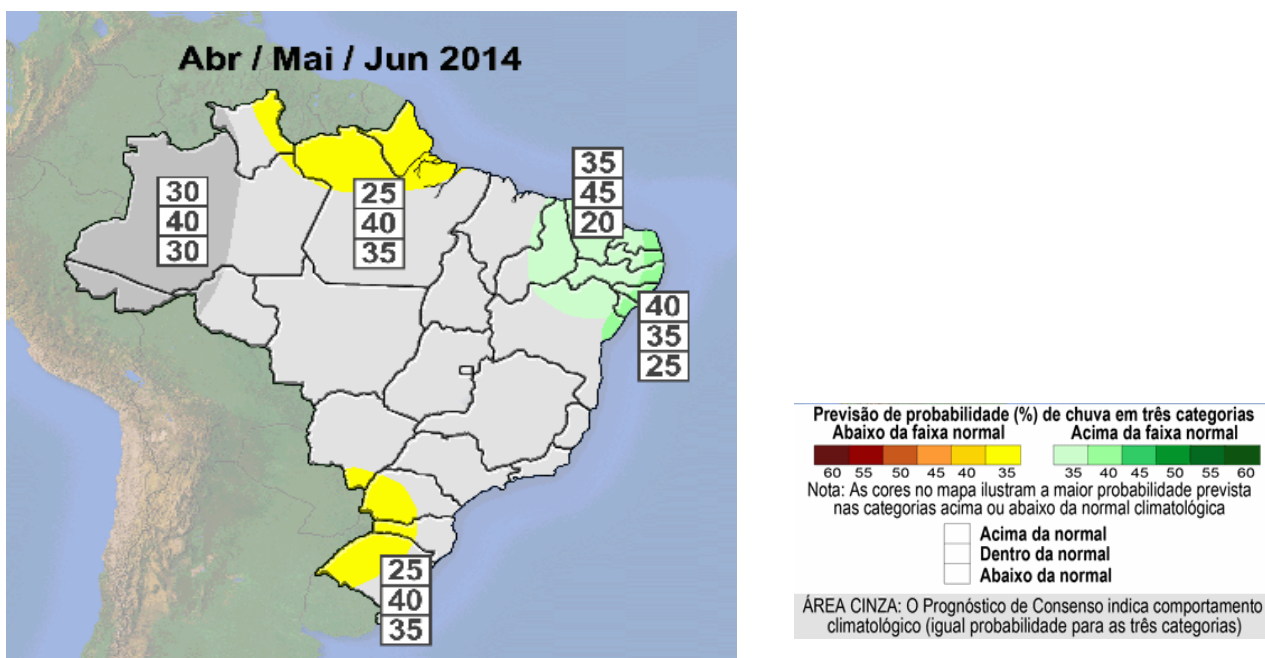 Abr / Mai / Jun 2014
30
40
30
25
40
35
35
45
20
40
35
25
25
40
35
Previsão de probabilidade (%) de chuva em três categorias
Abaixo da faixa normal Acima da faixa normal
60 55 50 45 40 35 35 40 45 50 55 60
Nota: As cores no mapa ilustram a maior probabilidade prevista
nas categorias acima ou abaixo da normal climatológica
Acima da normal
Dentro da normal
Abaixo da normal
ÁREA CINZA: O Prognóstico de Consenso indica comportamento
climatológico (igual probabilidade para as três categorias)